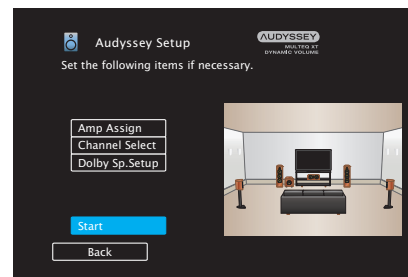 Audyssey Setup
AUDYSSEY
MULTEQ XT
DYNAMIC VOLUME
Set the following items if necessary.
Amp Assign
Channel Select
Dolby Sp.Setup
Start
Back